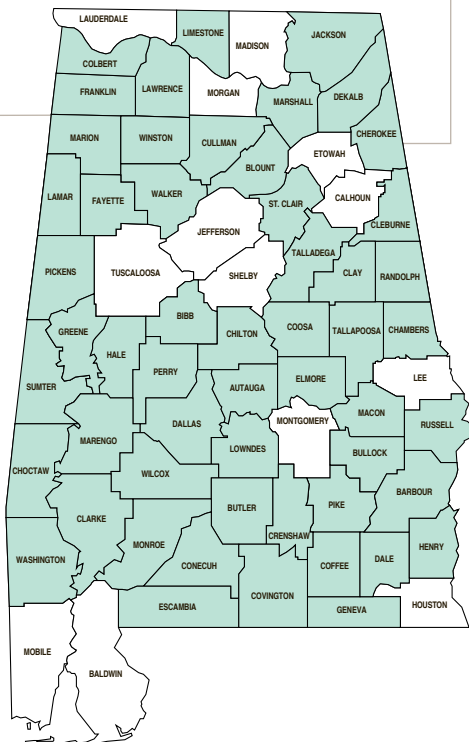 LAUDERDALE
LIMESTONE
MADISON
JACKSON
COLBERT
FRANKLIN
LAWRENCE
MORGAN
MARSHALL
DEKALB
MARION
WINSTON
CULLMAN
ETOWAH
CHEROKEE
BLOUNT
LAMAR
FAYETTE
WALKER
ST. CLAIR
CALHOUN
JEFFERSON
CLEBURNE
PICKENS
TUSCALOOSA
SHELBY
TALLADEGA
CLAY
RANDOLPH
BIBB
GREENE
HALE
CHILTON
COOSA
TALLAPOOSA
CHAMBERS
SUMTER
PERRY
AUTAUGA
ELMORE
LEE
MACON
DALLAS
MONTGOMERY
RUSSELL
MARENGO
LOWNDES
BULLOCK
CHOCTAW
WILCOX
BARBOUR
CLARKE
BUTLER
PIKE
CRENSHAW
MONROE
HENRY
WASHINGTON
CONECUH
COFFEE
DALE
COVINGTON
ESCAMBIA
GENEVA
HOUSTON
MOBILE
BALDWIN